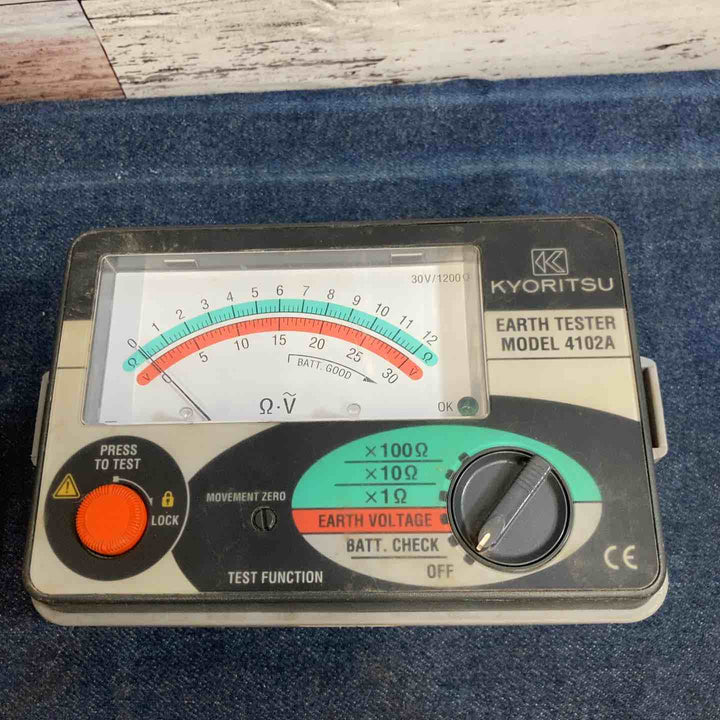 30V/1200Ω
0 1 2 3 4 5 6 7 8 9 10 11 12
Ω Ω
V 0 5 10 15 20 25 30 V
BATT. GOOD
Ω·Ṽ
OK
KYORITSU
EARTH TESTER
MODEL 4102A
PRESS
TO TEST
LOCK
MOVEMENT ZERO
TEST FUNCTION
×100Ω
×10Ω
×1Ω
EARTH VOLTAGE
BATT. CHECK
OFF
CE